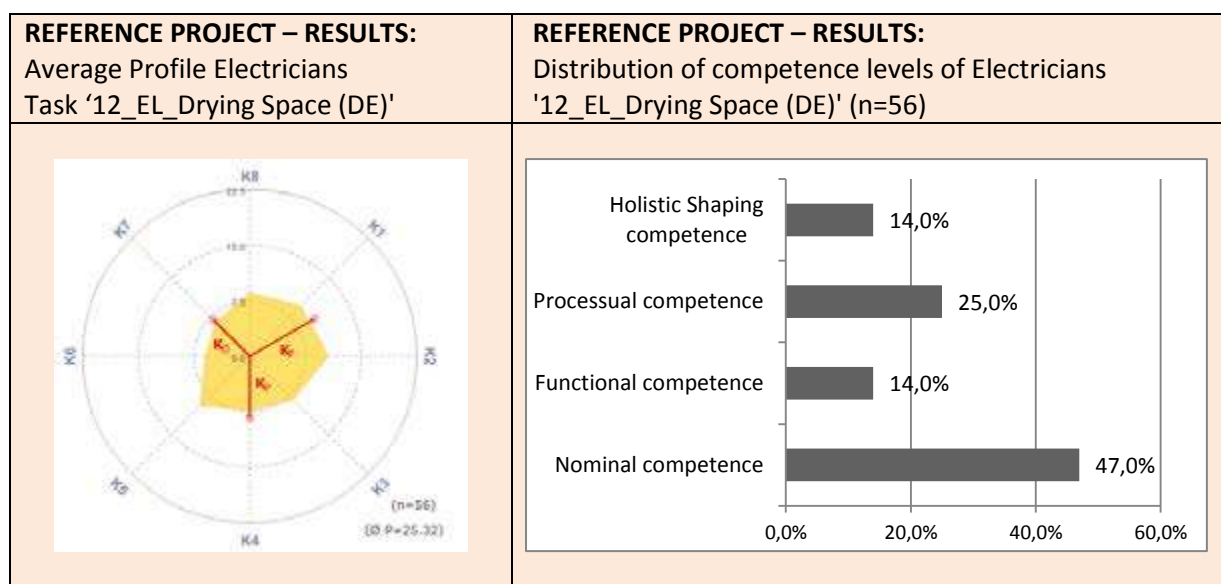 REFERENCE PROJECT – RESULTS:
Average Profile Electricians
Task ‘12_EL_Drying Space (DE)'
REFERENCE PROJECT – RESULTS:
Distribution of competence levels of Electricians
'12_EL_Drying Space (DE)' (n=56)
K8
K7
K1
K6
K2
K5
K3
K4
(n=56)
(Ø P=25.32)
Holistic Shaping
competence
14,0%
Processual competence
25,0%
Functional competence
14,0%
Nominal competence
47,0%
0,0%
20,0%
40,0%
60,0%